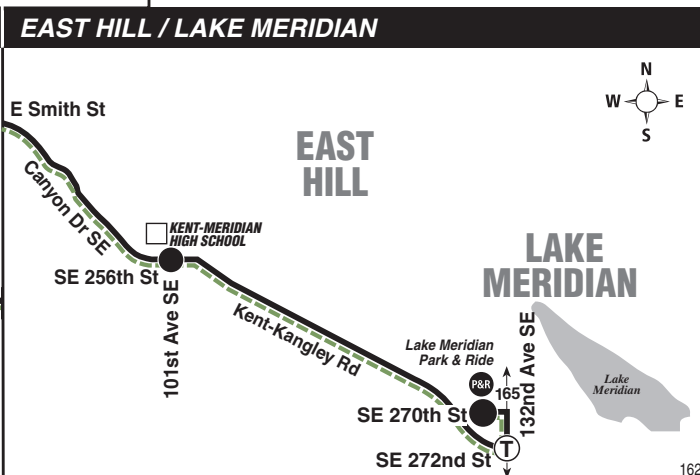 EAST HILL / LAKE MERIDIAN
N
W E
S
E Smith St
EAST
HILL
Canyon Dr SE
KENT-MERIDIAN
HIGH SCHOOL
LAKE
MERIDIAN
SE 256th St
101st Ave SE
Kent-Kangley Rd
Lake Meridian
Park & Ride
P&R
165
132nd Ave SE
Lake
Meridian
SE 270th St
T
SE 272nd St
162